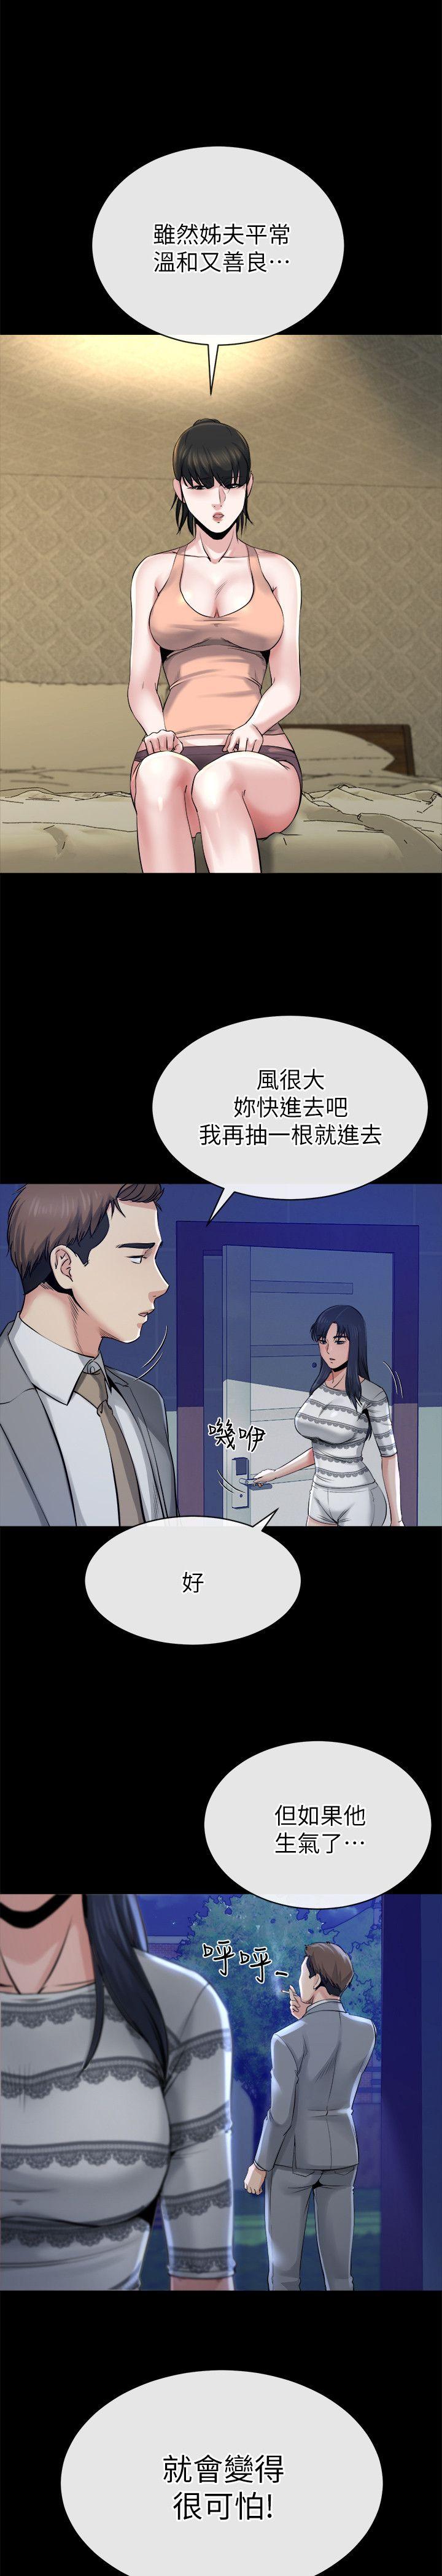 雖然姊夫平常
溫和又善良…
風很大
妳快進去吧
我再抽一根就進去
嘰咿
好
但如果他
生氣了…
呼呼~
就會變得
很可怕!